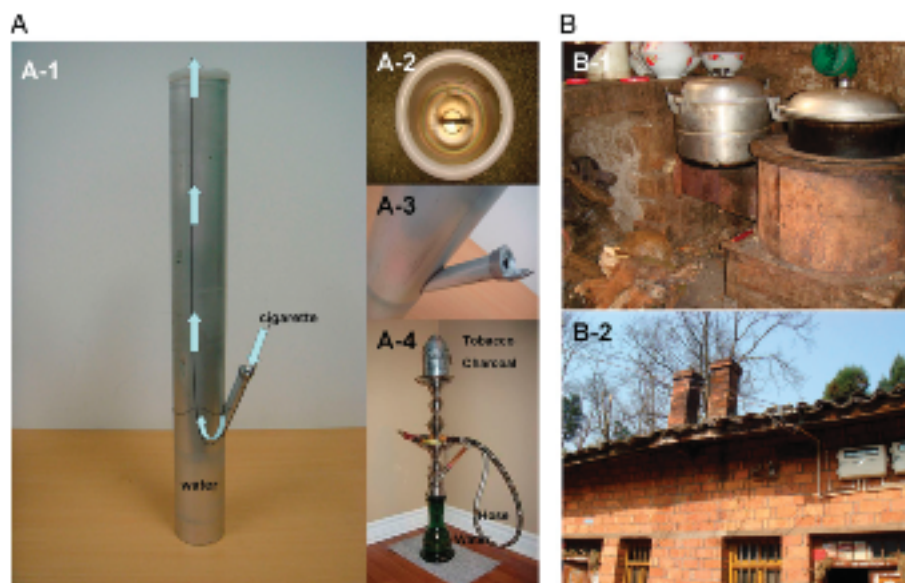 A
B
A-1
cigarette
water
A-2
A-3
A-4
Tobacco
Charcoal
Hose
Water
B-1
B-2